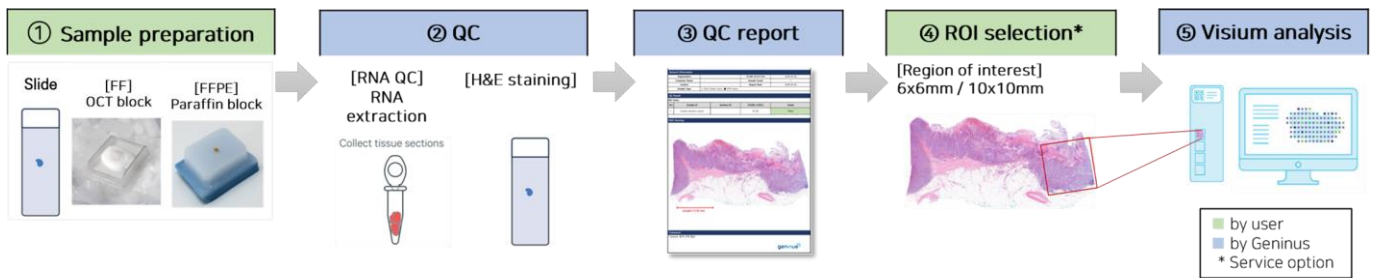 ① Sample preparation
② QC
③ QC report
④ ROI selection*
⑤ Visium analysis
Slide
[FF]
OCT block
[FFPE]
Paraffin block
[RNA QC]
RNA
extraction
Collect tissue sections
[H&E staining]
geninus
[Region of interest]
6x6mm / 10x10mm
by user
by Geninus
* Service option